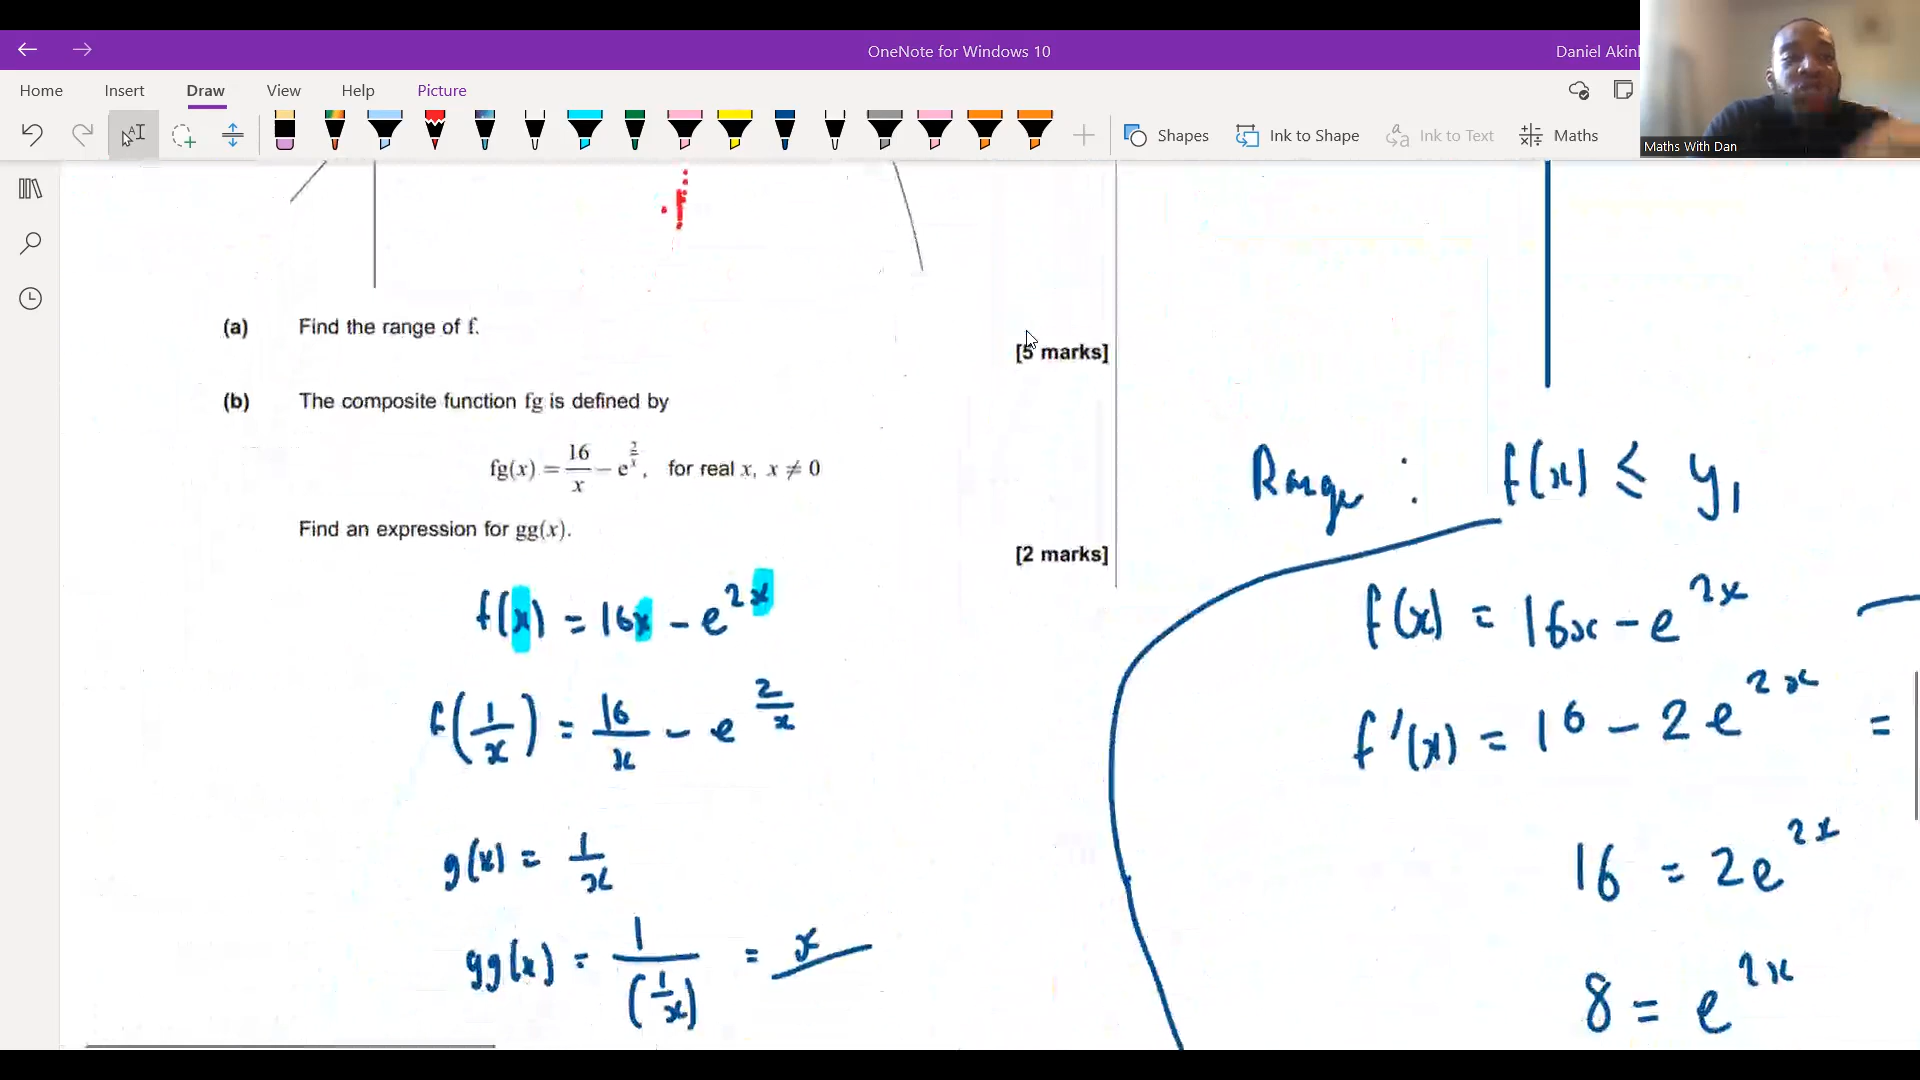 OneNote for Windows 10
Daniel Akin
Home Insert Draw View Help Picture
Shapes Ink to Shape Ink to Text Maths
Maths With Dan
(a) Find the range of f.
[5 marks]
(b) The composite function fg is defined by
fg(x) = 16/x − e^(2/x), for real x, x ≠ 0
Find an expression for gg(x).
[2 marks]
f(x) = 16x − e^(2x)
f(1/x) = 16/x − e^(2/x)
g(x) = 1/x
gg(x) = 1/(1/x) = x
Range : f(x) ≤ y₁
f(x) = 16x − e^(2x)
f'(x) = 16 − 2e^(2x) =
16 = 2e^(2x)
8 = e^(2x)